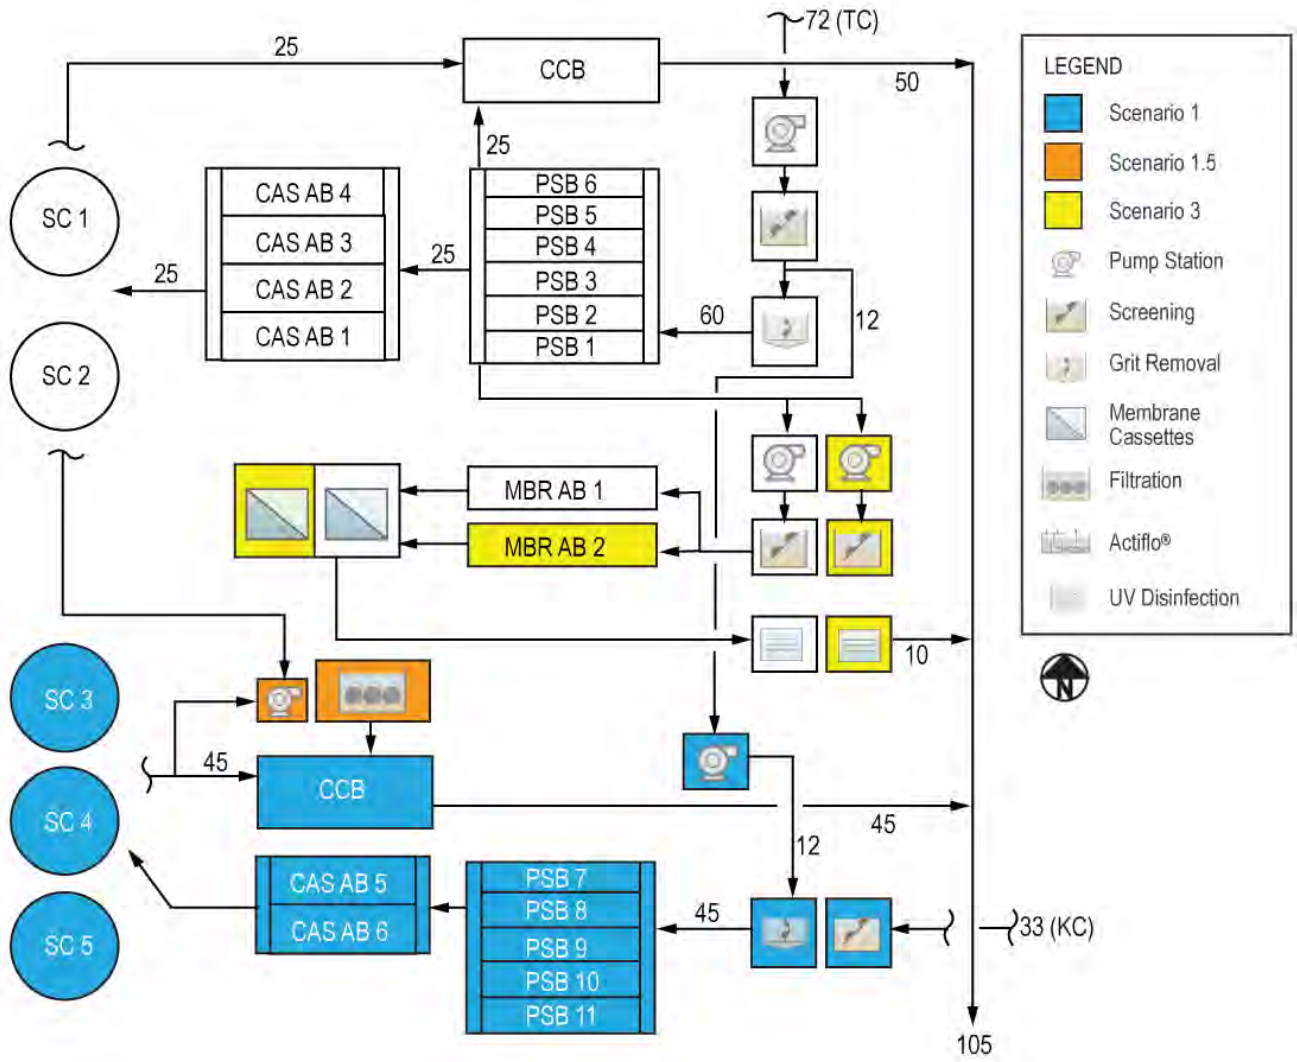 72 (TC)
25
CCB
50
25
SC 1
CAS AB 4
CAS AB 3
CAS AB 2
CAS AB 1
25
25
PSB 6
PSB 5
PSB 4
PSB 3
PSB 2
PSB 1
60
12
SC 2
MBR AB 1
MBR AB 2
10
SC 3
45
CCB
45
SC 4
12
CAS AB 5
CAS AB 6
PSB 7
PSB 8
PSB 9
PSB 10
PSB 11
45
33 (KC)
SC 5
105
LEGEND
Scenario 1
Scenario 1.5
Scenario 3
Pump Station
Screening
Grit Removal
Membrane
Cassettes
Filtration
Actiflo®
UV Disinfection
N